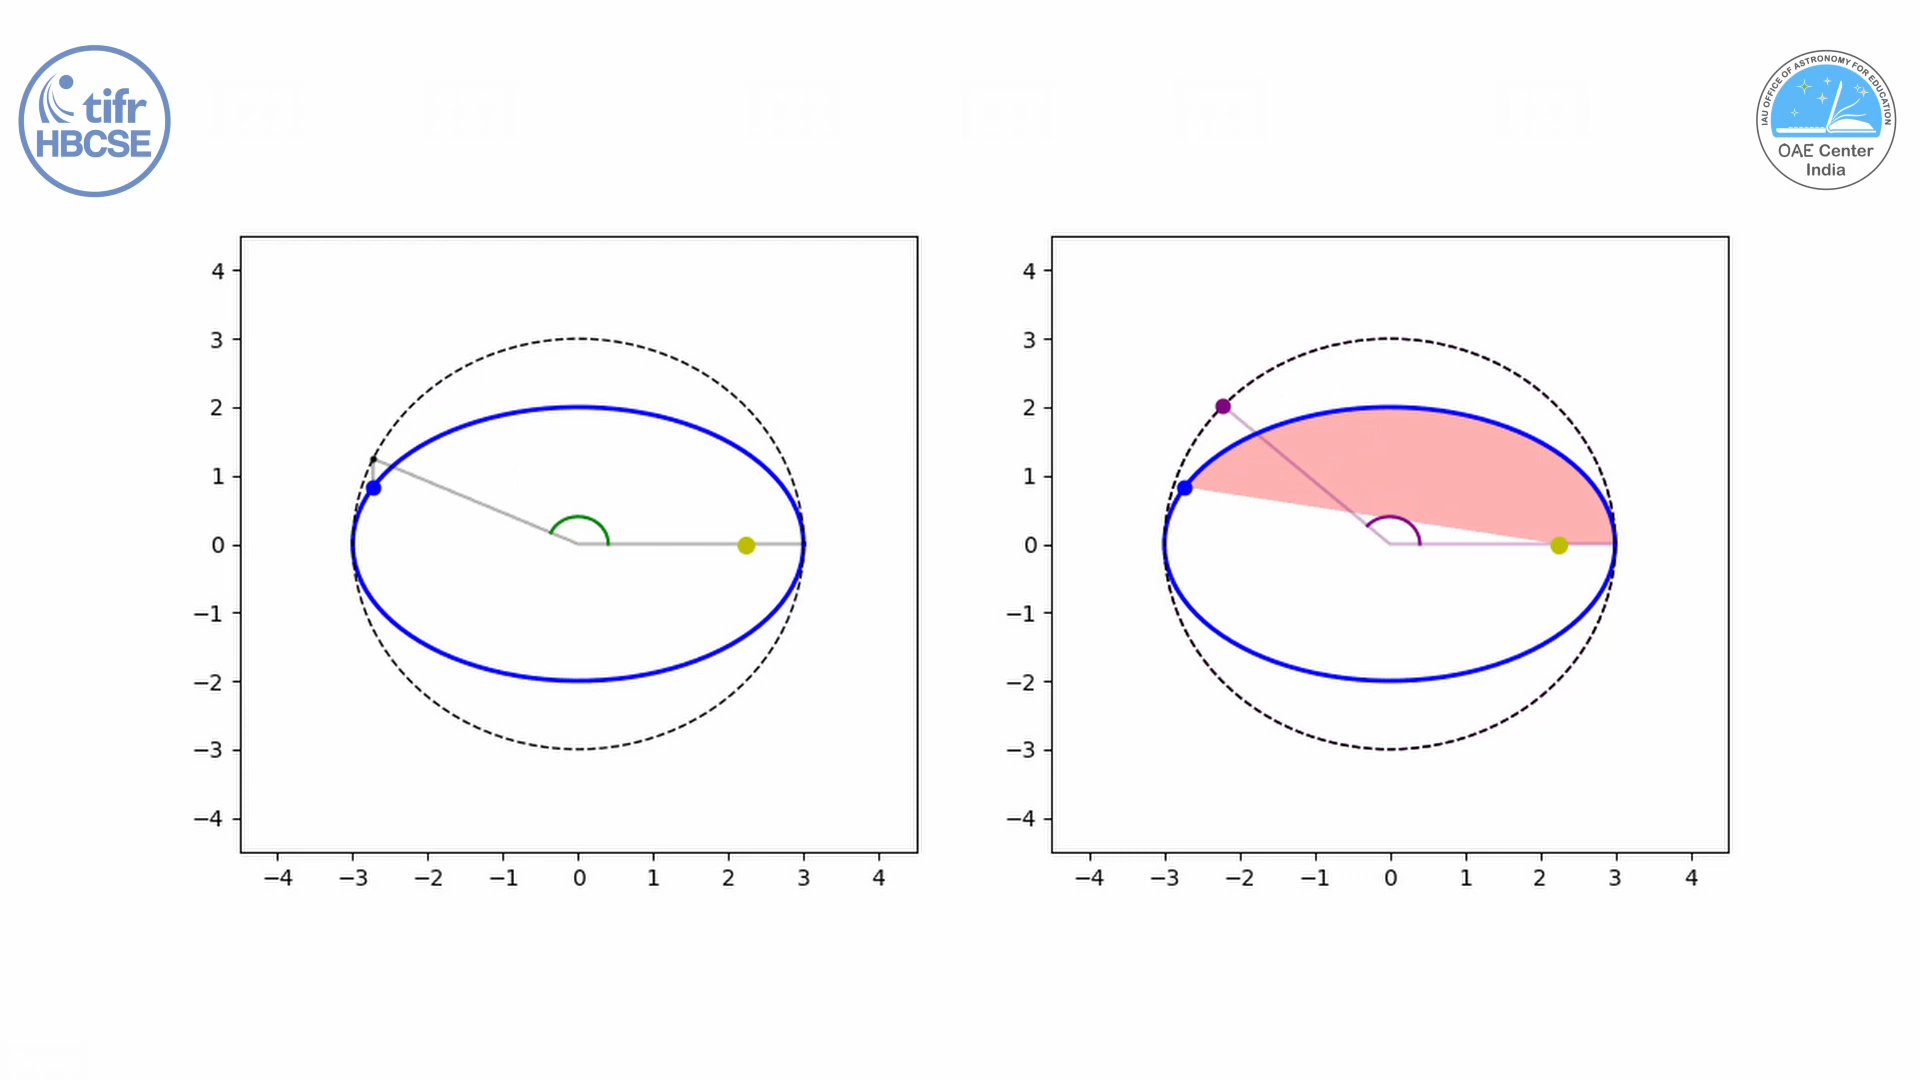 tifr
HBCSE
IAU OFFICE OF ASTRONOMY FOR EDUCATION
OAE Center
India
4
3
2
1
0
−1
−2
−3
−4
−4 −3 −2 −1 0 1 2 3 4
4
3
2
1
0
−1
−2
−3
−4
−4 −3 −2 −1 0 1 2 3 4